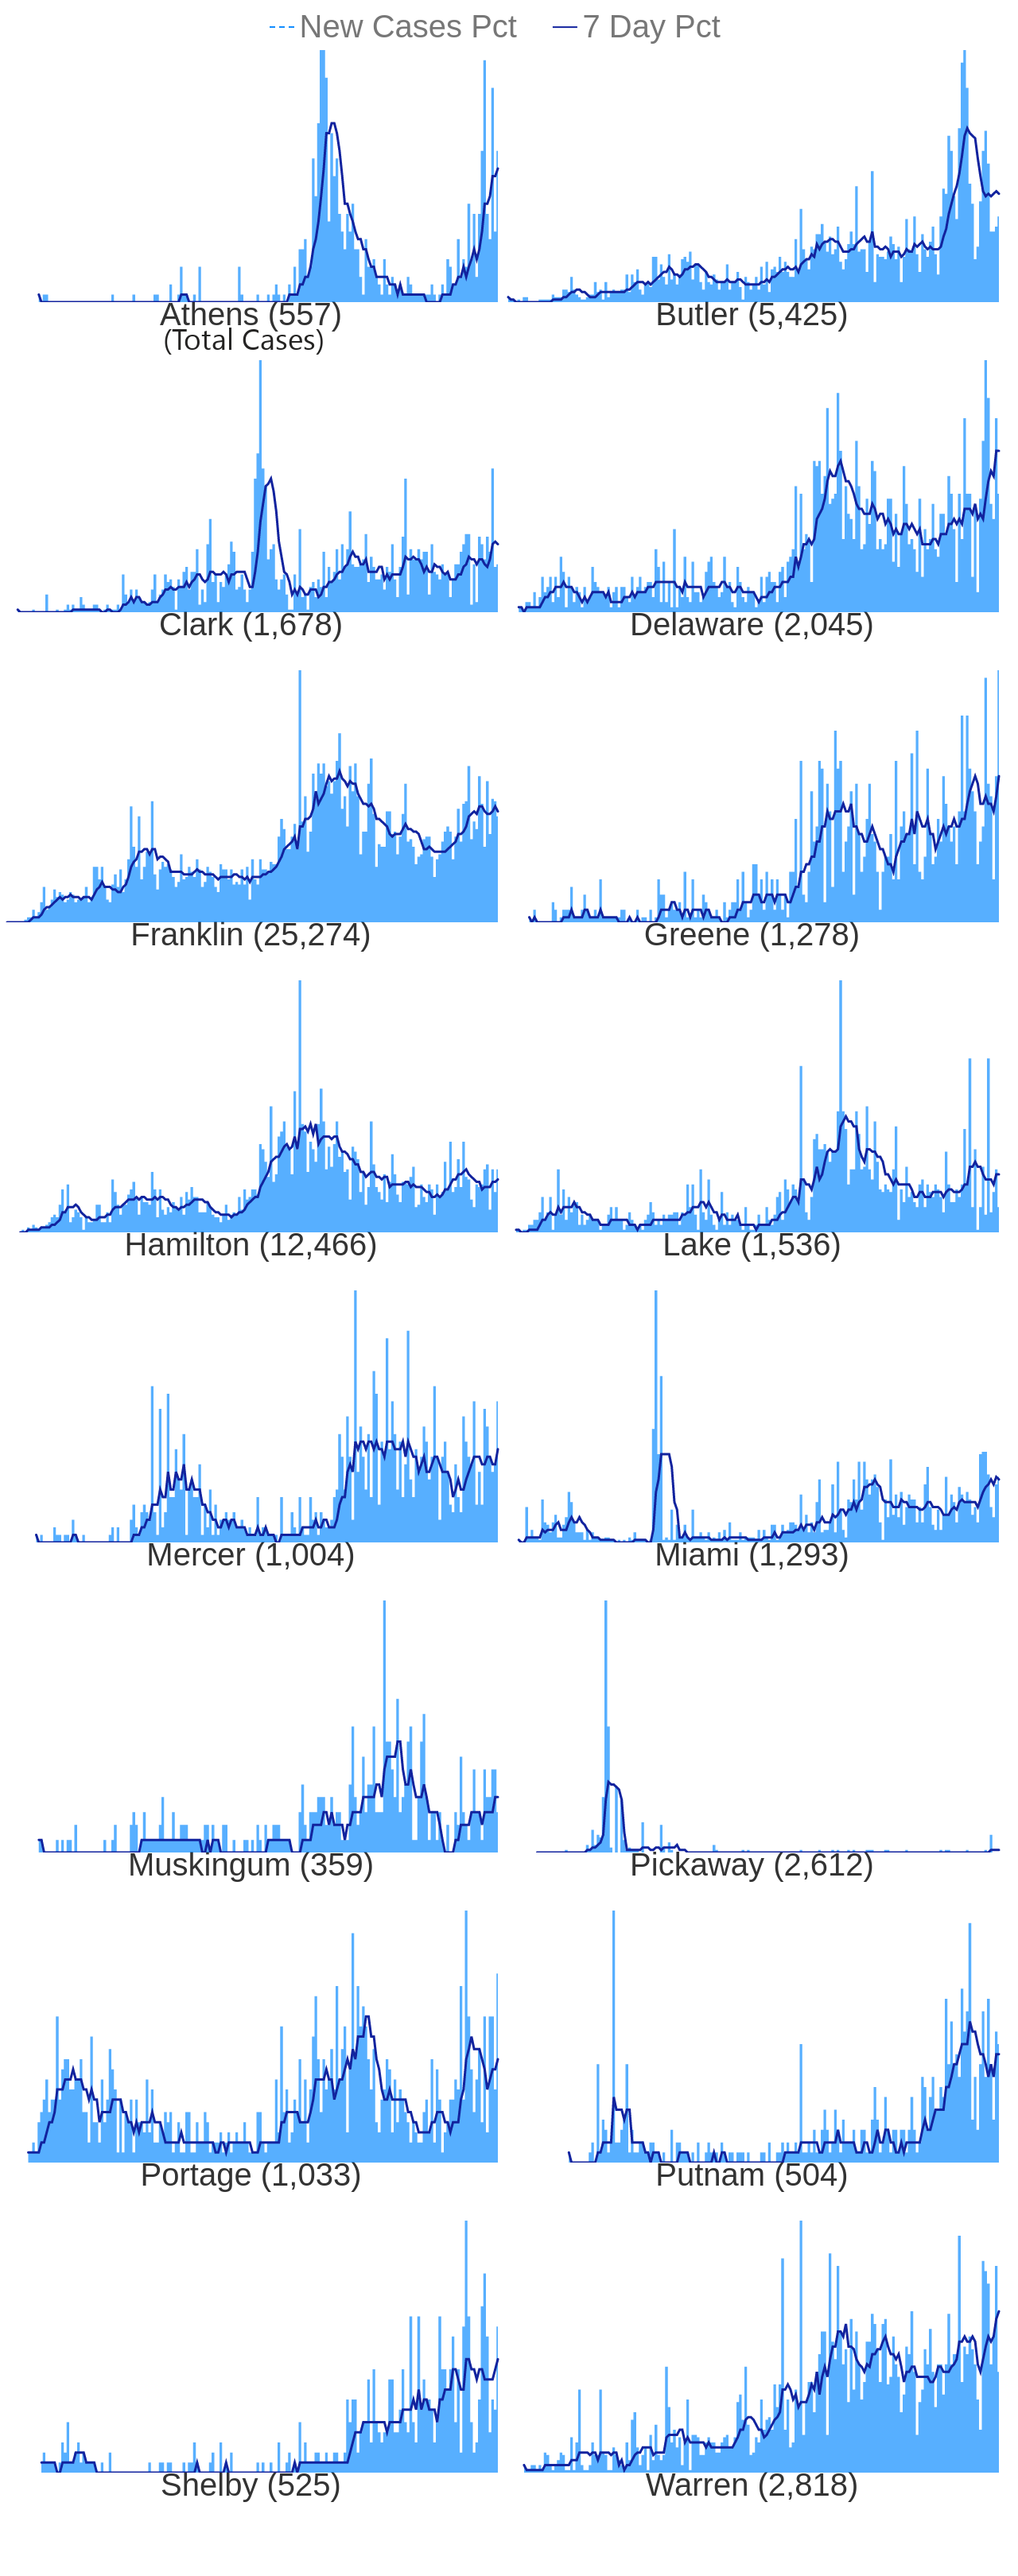 New Cases Pct 7 Day Pct
Athens (557) Butler (5,425)
(Total Cases)
Clark (1,678) Delaware (2,045)
Franklin (25,274) Greene (1,278)
Hamilton (12,466) Lake (1,536)
Mercer (1,004) Miami (1,293)
Muskingum (359) Pickaway (2,612)
Portage (1,033) Putnam (504)
Shelby (525) Warren (2,818)